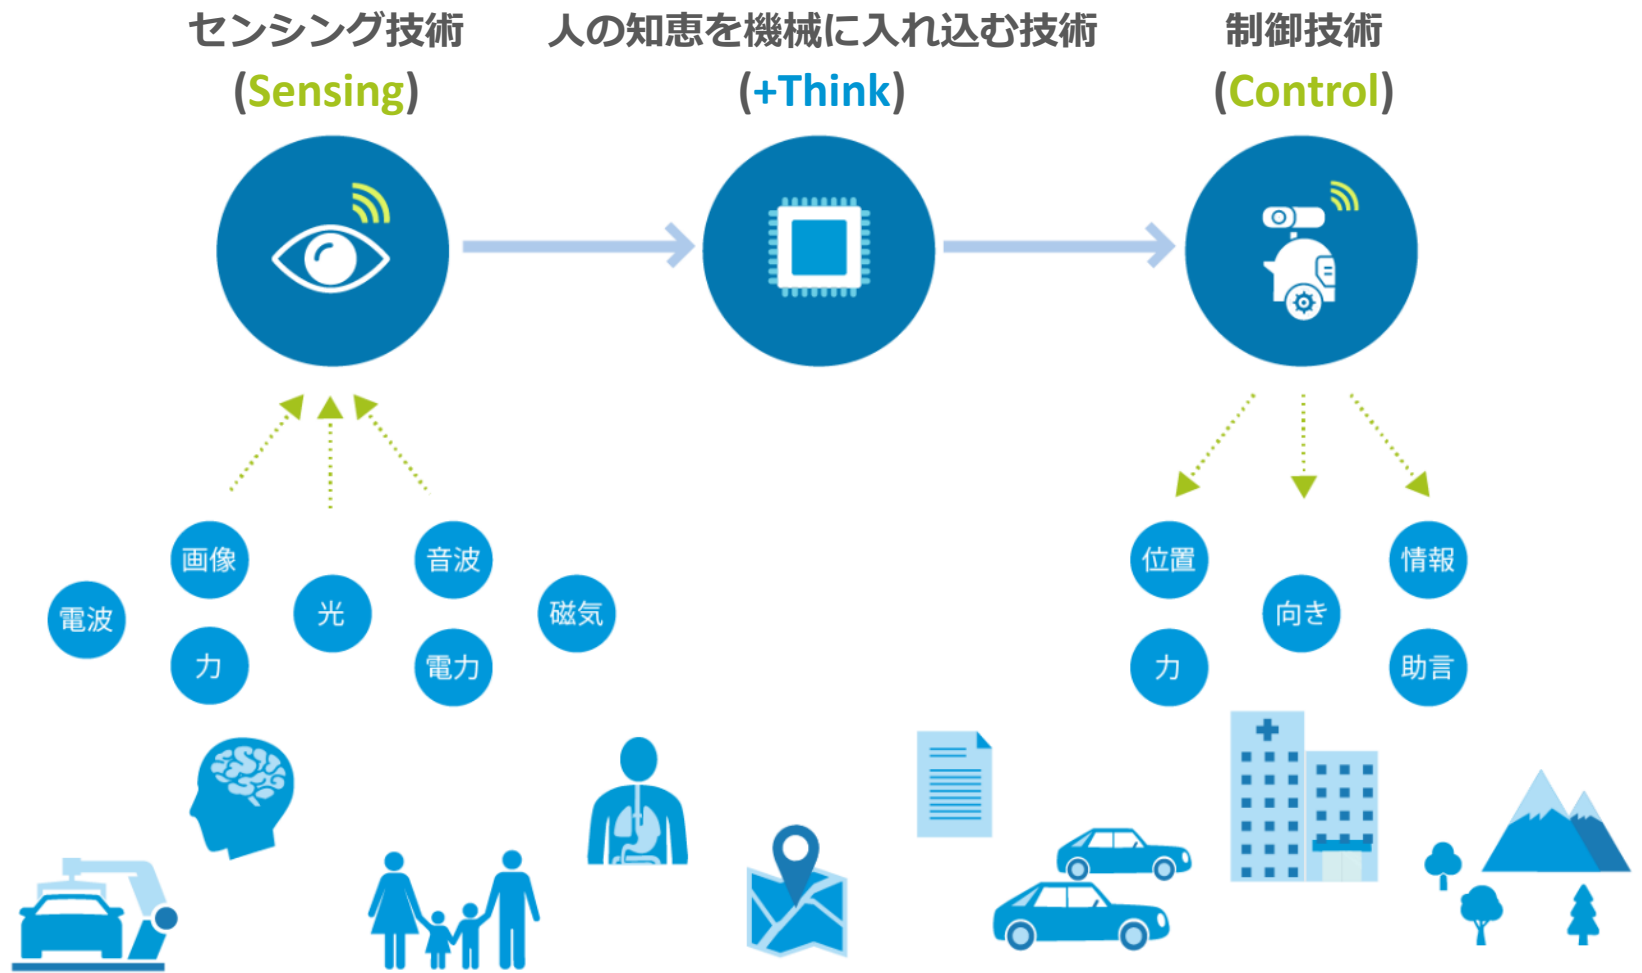 センシング技術
(Sensing)
人の知恵を機械に入れ込む技術
(+Think)
制御技術
(Control)
画像
音波
電波
光
磁気
力
電力
位置
情報
向き
力
助言